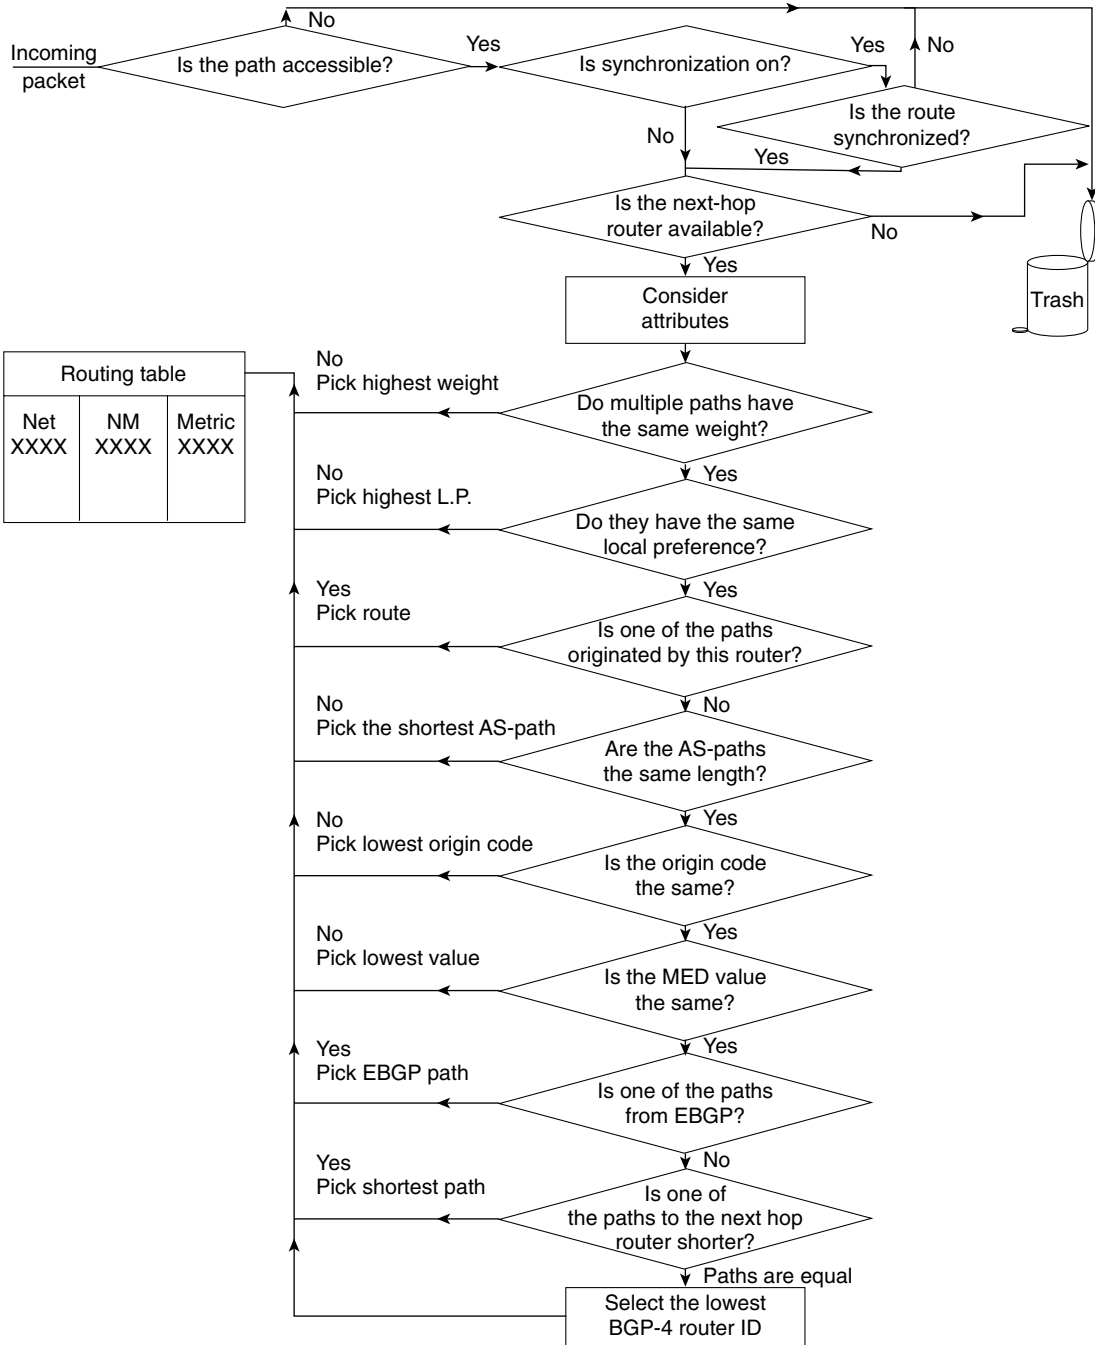 No
Incoming
packet
Is the path accessible?
Yes
Is synchronization on?
Yes
No
Is the route
synchronized?
No
Yes
Is the next-hop
router available?
No
Yes
Trash
Consider
attributes
Routing table
Net
XXXX
NM
XXXX
Metric
XXXX
No
Pick highest weight
Do multiple paths have
the same weight?
Yes
No
Pick highest L.P.
Do they have the same
local preference?
Yes
Yes
Pick route
Is one of the paths
originated by this router?
No
No
Pick the shortest AS-path
Are the AS-paths
the same length?
Yes
No
Pick lowest origin code
Is the origin code
the same?
Yes
No
Pick lowest value
Is the MED value
the same?
Yes
Yes
Pick EBGP path
Is one of the paths
from EBGP?
No
Yes
Pick shortest path
Is one of
the paths to the next hop
router shorter?
Paths are equal
Select the lowest
BGP-4 router ID